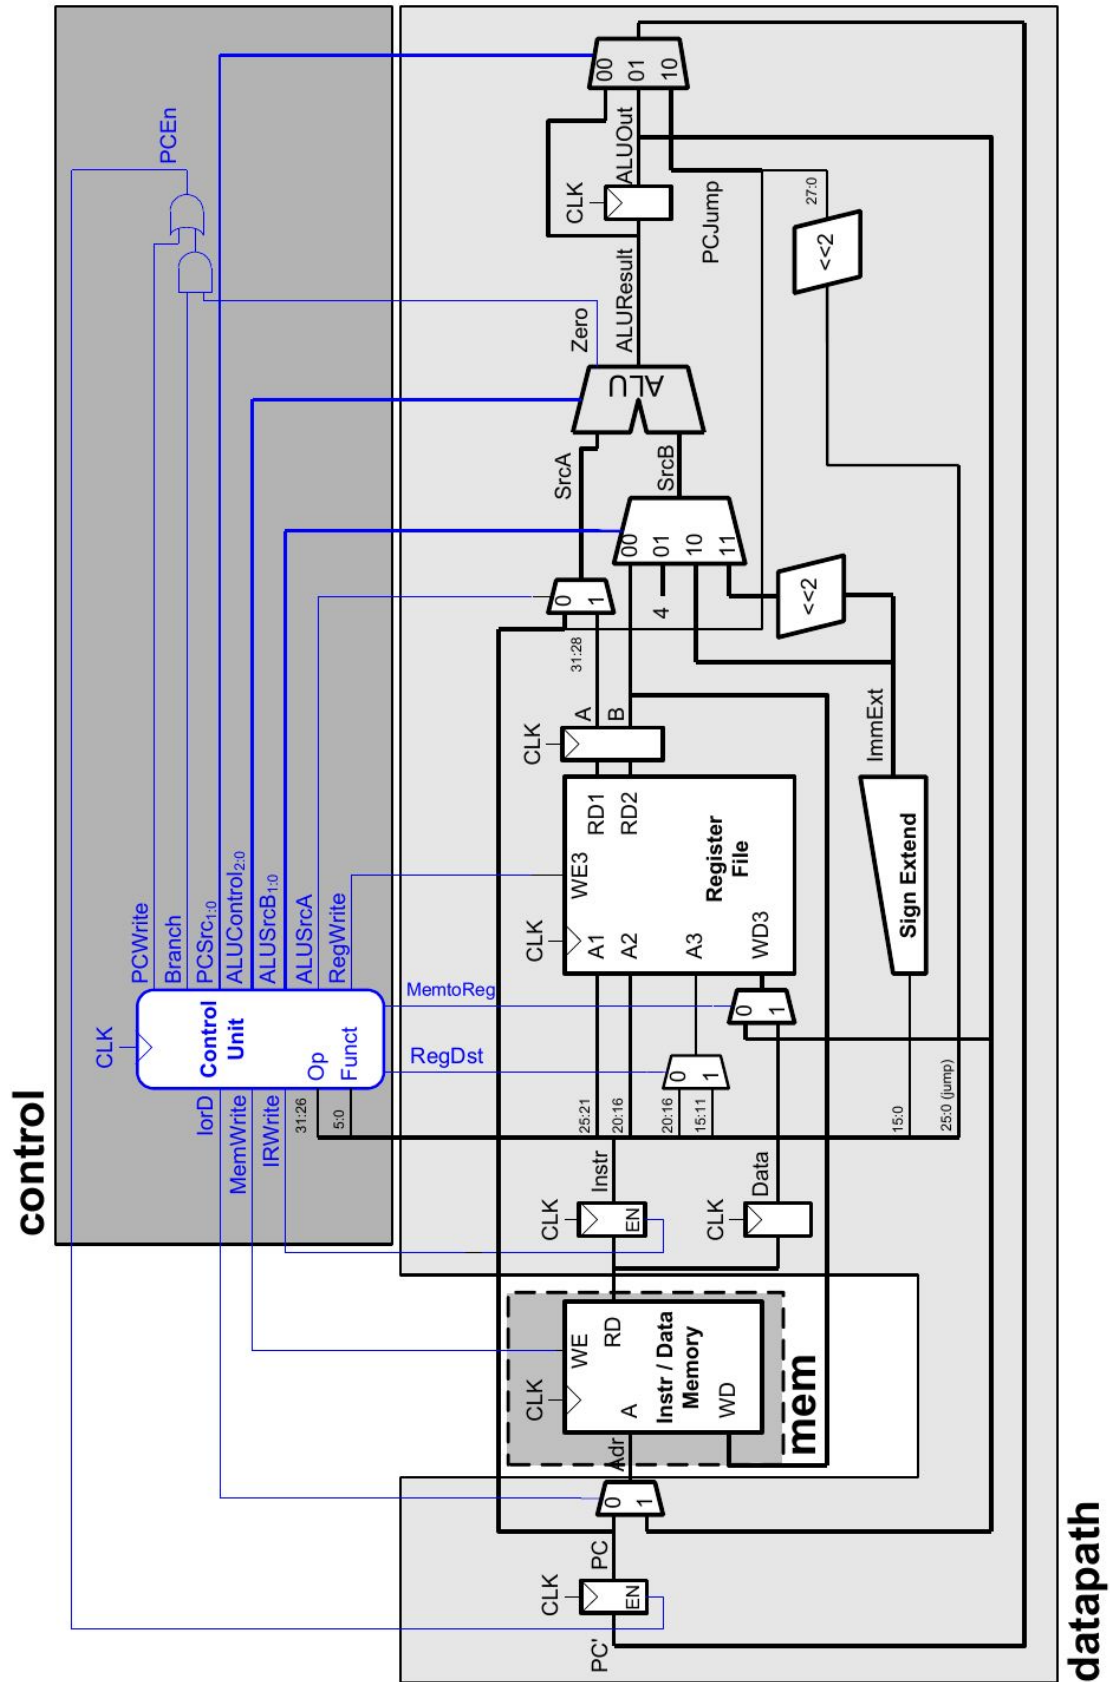 control
CLK
Control
Unit
PCWrite
Branch
PCSrc1:0
ALUControl2:0
ALUSrcB1:0
ALUSrcA
RegWrite
IorD
MemWrite
IRWrite
31:26
Op
5:0
Funct
MemtoReg
RegDst
PCEn
datapath
PC'
CLK
EN
PC
0
1
Adr
mem
CLK
WE
A
RD
Instr / Data
Memory
WD
CLK
EN
Instr
CLK
Data
25:21
20:16
20:16
15:11
15:0
25:0 (jump)
0
1
0
1
CLK
WE3
A1
RD1
A2
RD2
A3
WD3
Register
File
Sign Extend
ImmExt
CLK
A
B
31:28
0
1
4
00
01
10
11
<<2
SrcA
SrcB
ALU
Zero
ALUResult
CLK
ALUOut
PCJump
<<2
27:0
00
01
10